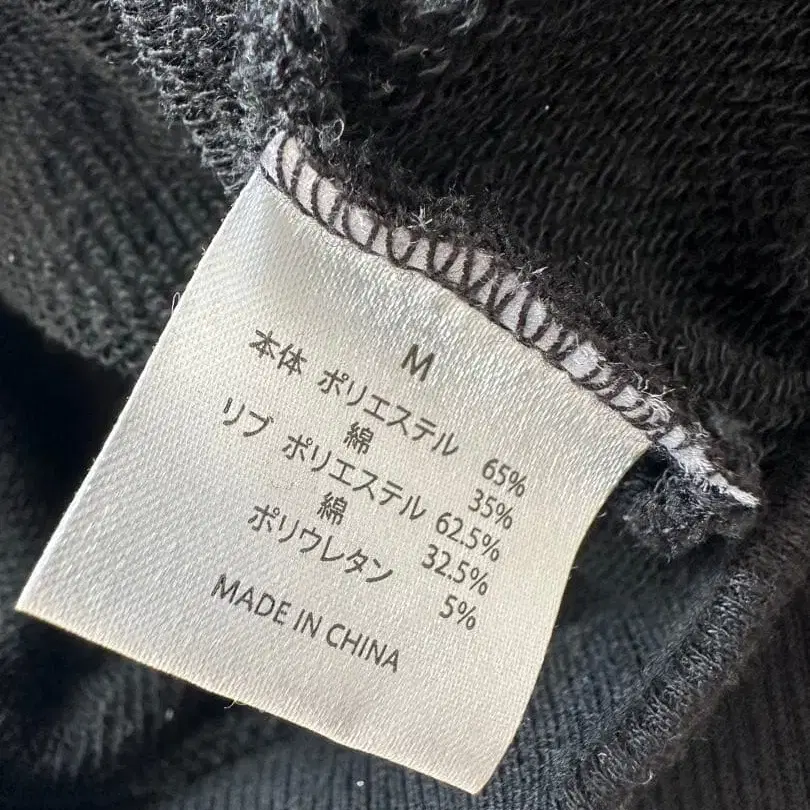 M
本体 ポリエステル 65%
綿 35%
リブ ポリエステル 62.5%
綿 32.5%
ポリウレタン 5%
MADE IN CHINA